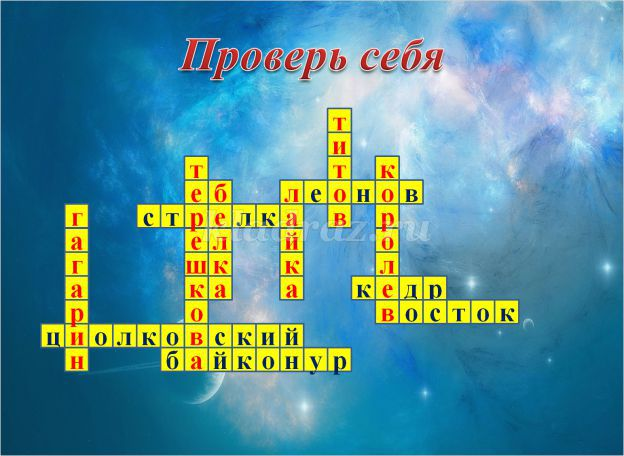 Проверь себя
титов
терешкова
королев
белка
лайка
леонов
гагарин
стрелка
кедр
восток
циолковский
байконур